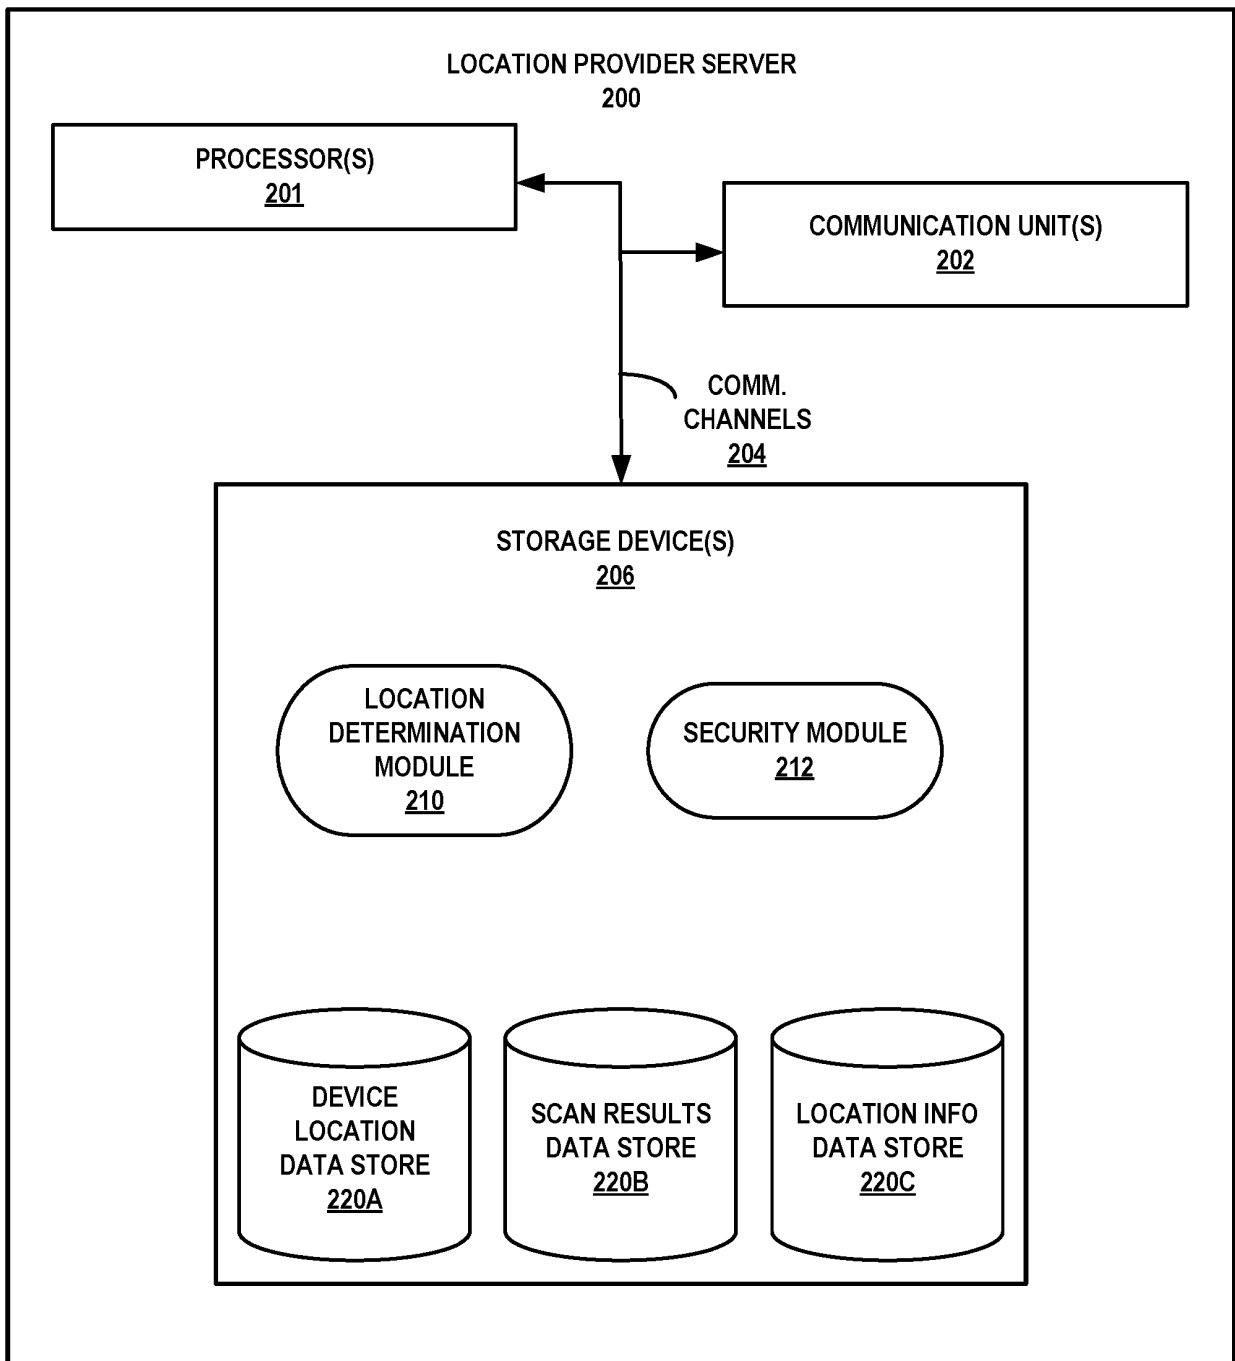 LOCATION PROVIDER SERVER
200
PROCESSOR(S)
201
COMMUNICATION UNIT(S)
202
COMM.
CHANNELS
204
STORAGE DEVICE(S)
206
LOCATION
DETERMINATION
MODULE
210
SECURITY MODULE
212
DEVICE
LOCATION
DATA STORE
220A
SCAN RESULTS
DATA STORE
220B
LOCATION INFO
DATA STORE
220C